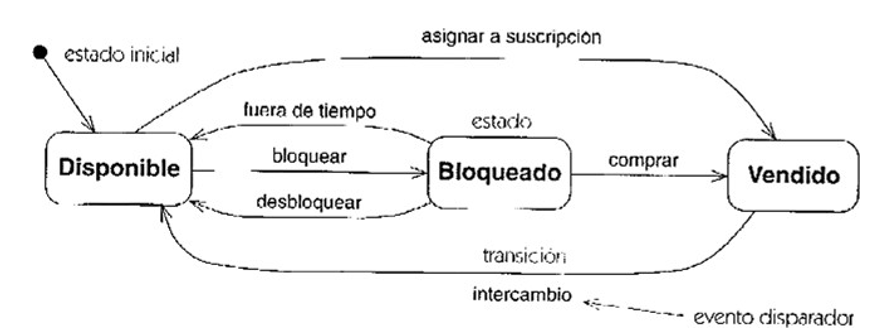 asignar a suscripción
estado inicial
fuera de tiempo
estado
Disponible
bloquear
Bloqueado
comprar
Vendido
desbloquear
transición
intercambio
evento disparador